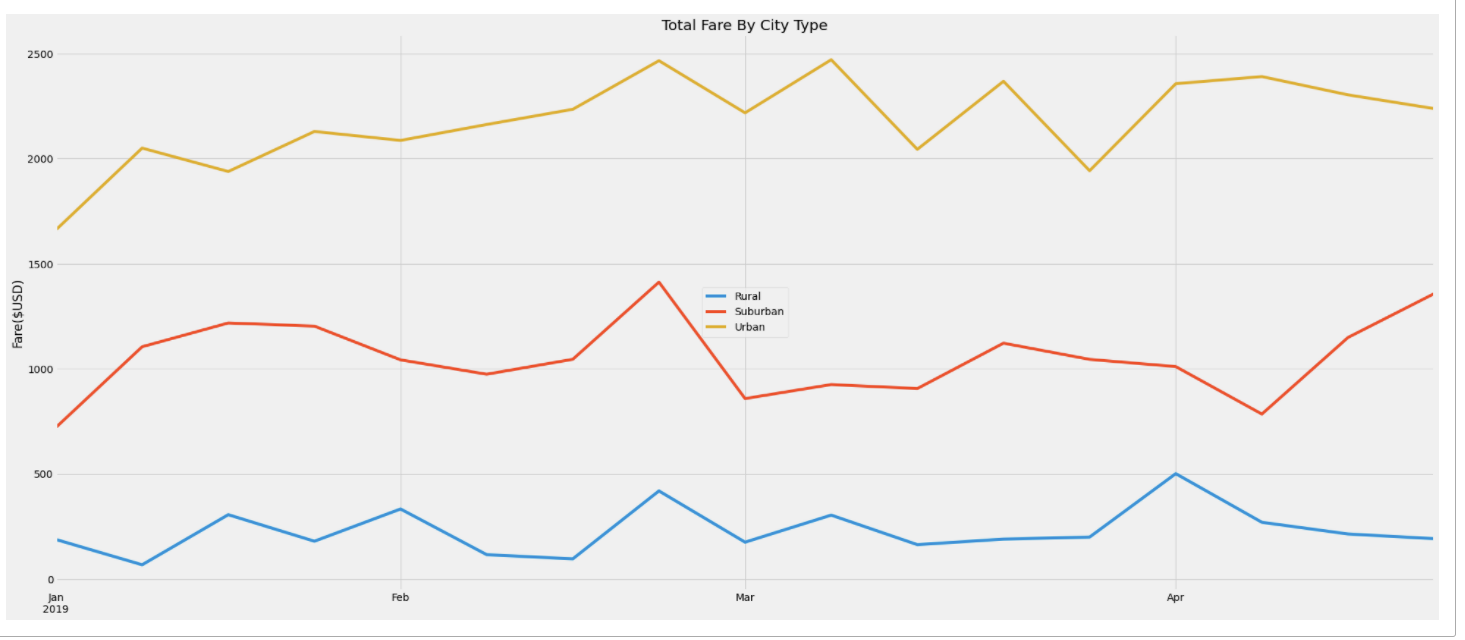 Total Fare By City Type
Fare($USD)
2500
2000
1500
1000
500
0
Rural
Suburban
Urban
Jan
2019
Feb
Mar
Apr